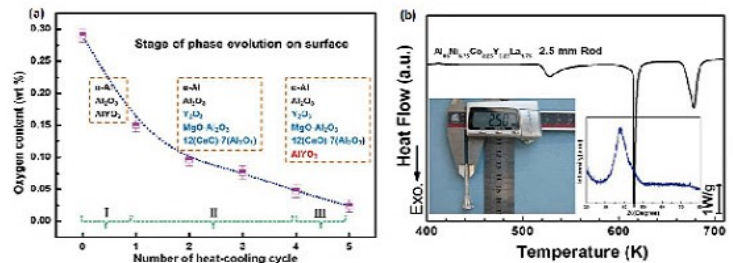 (a)
Stage of phase evolution on surface
α-Al
Al₂O₃
AlYO₃
α-Al
Al₂O₃
Y₂O₃
MgO·Al₂O₃
12(CaO)·7(Al₂O₃)
α-Al
Al₂O₃
Y₂O₃
MgO·Al₂O₃
12(CaO)·7(Al₂O₃)
AlYO₃
I
II
III
0.30
0.25
0.20
0.15
0.10
0.05
0.00
Oxygen content (wt %)
0 1 2 3 4 5
Number of heat-cooling cycle
(b)
2.5 mm Rod
Heat Flow (a.u.)
Exo.
1W/g
400 500 600 700
Temperature (K)